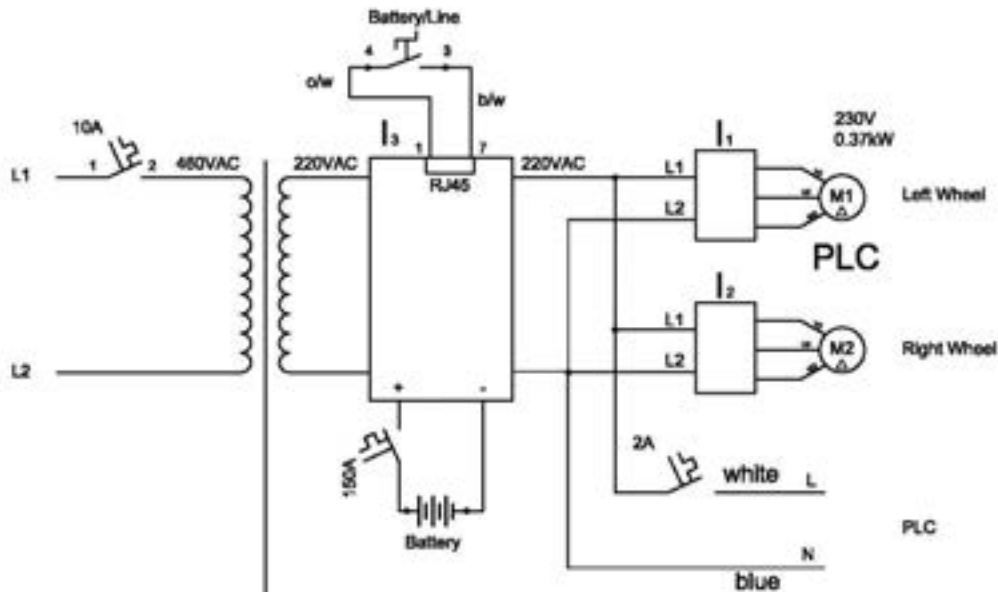 Battery/Line
4 3
o/w
b/w
10A
1 2
460VAC
220VAC
I3
1 7
RJ45
220VAC
L1
L2
L1
L2
I1
230V
0.37kW
M1
Left Wheel
PLC
I2
L1
L2
M2
Right Wheel
+ -
150A
Battery
2A
white L
PLC
N
blue